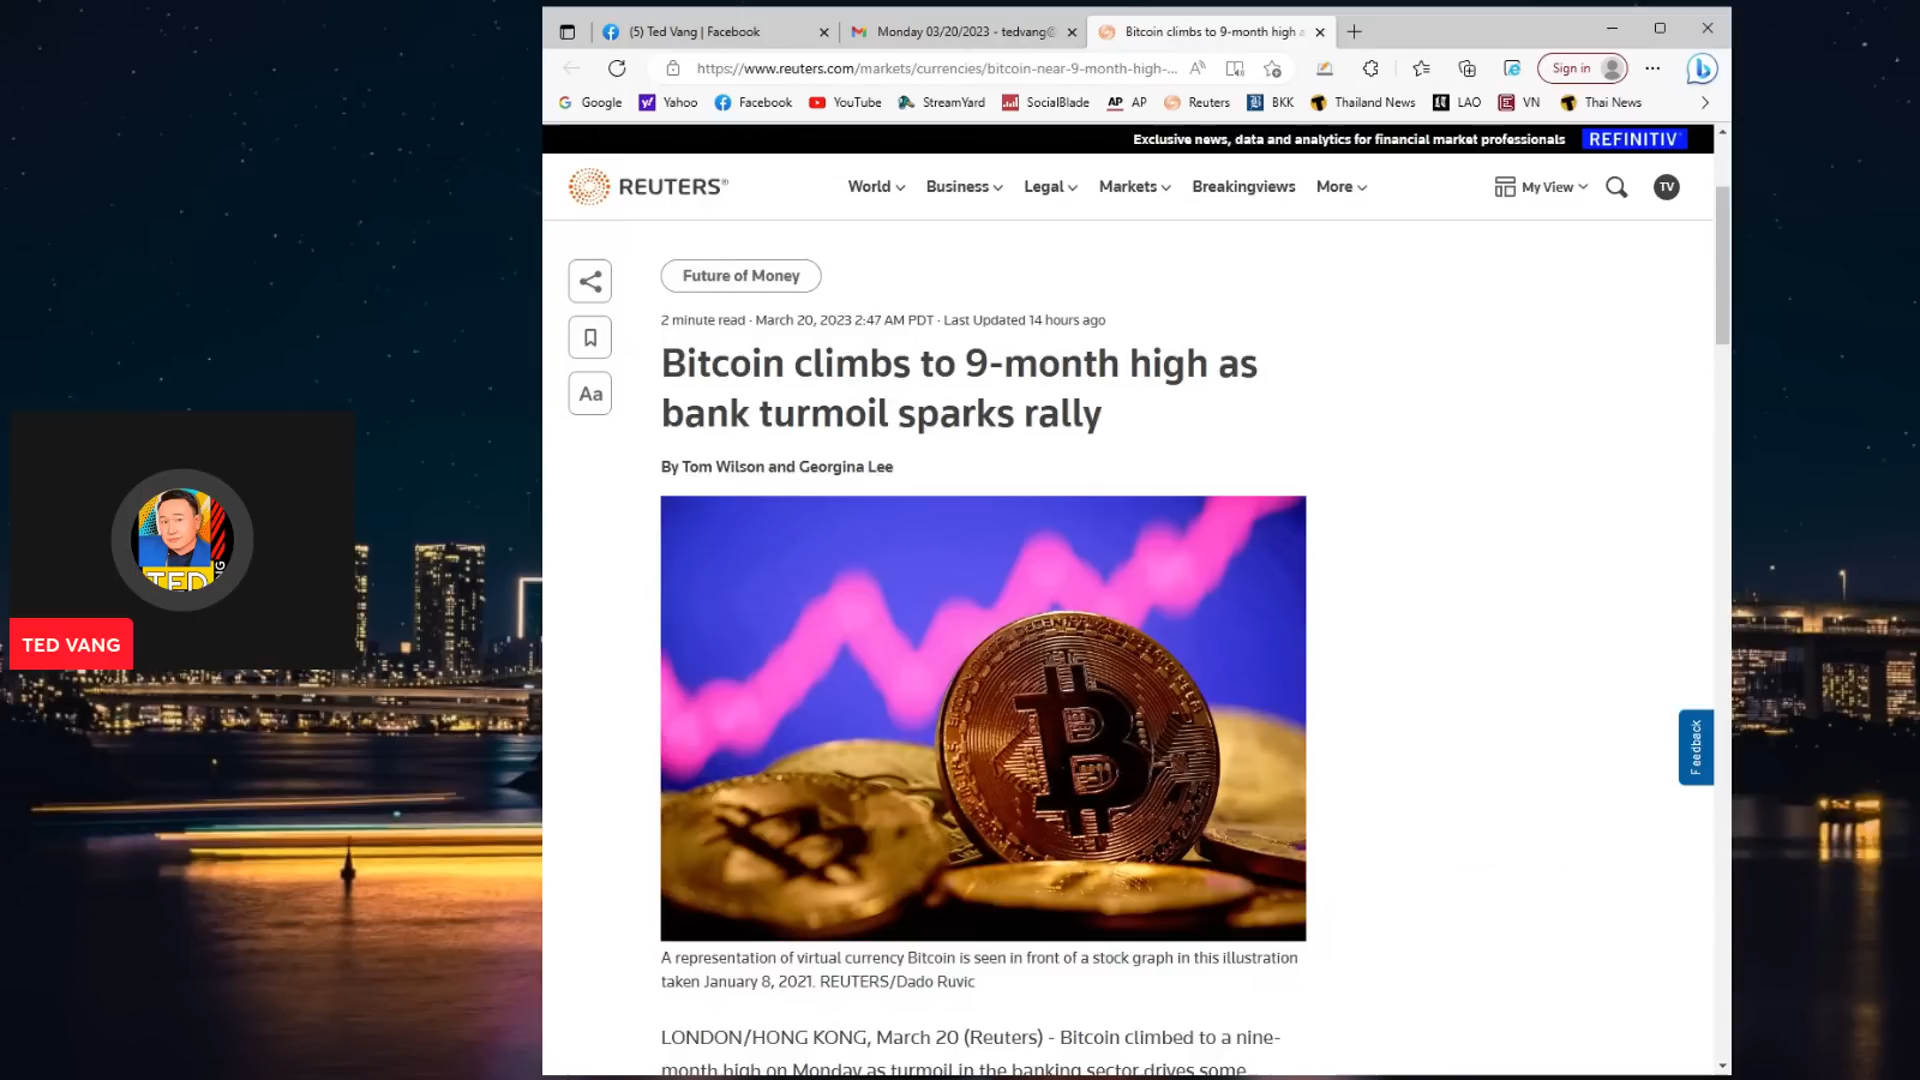 (5) Ted Vang | Facebook
Monday 03/20/2023 - tedvang@
Bitcoin climbs to 9-month high a
https://www.reuters.com/markets/currencies/bitcoin-near-9-month-high-...
Sign in
Google
Yahoo
Facebook
YouTube
StreamYard
SocialBlade
AP AP
Reuters
BKK
Thailand News
LAO
VN
Thai News
Exclusive news, data and analytics for financial market professionals REFINITIV
REUTERS®
World
Business
Legal
Markets
Breakingviews
More
My View
TV
Future of Money
2 minute read · March 20, 2023 2:47 AM PDT · Last Updated 14 hours ago
Bitcoin climbs to 9-month high as
bank turmoil sparks rally
Aa
By Tom Wilson and Georgina Lee
TED
TED VANG
Feedback
A representation of virtual currency Bitcoin is seen in front of a stock graph in this illustration
taken January 8, 2021. REUTERS/Dado Ruvic
LONDON/HONG KONG, March 20 (Reuters) - Bitcoin climbed to a nine-
month high on Monday as turmoil in the banking sector drives some